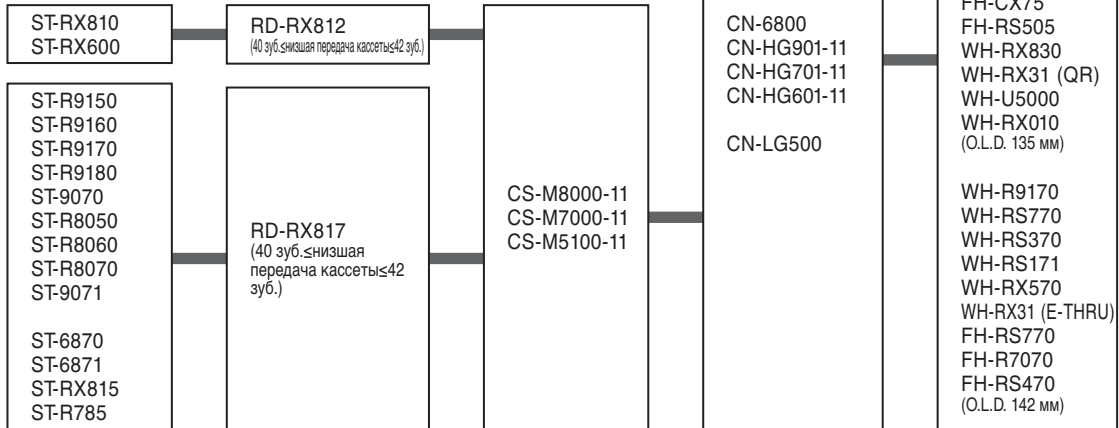 ST-RX810
ST-RX600
RD-RX812
(40 зуб.≤низшая передача кассеты≤42 зуб.)
ST-R9150
ST-R9160
ST-R9170
ST-R9180
ST-9070
ST-R8050
ST-R8060
ST-R8070
ST-9071
ST-6870
ST-6871
ST-RX815
ST-R785
RD-RX817
(40 зуб.≤низшая
передача кассеты≤42
зуб.)
CS-M8000-11
CS-M7000-11
CS-M5100-11
CN-6800
CN-HG901-11
CN-HG701-11
CN-HG601-11
CN-LG500
FH-CX75
FH-RS505
WH-RX830
WH-RX31 (QR)
WH-U5000
WH-RX010
(O.L.D. 135 мм)
WH-R9170
WH-RS770
WH-RS370
WH-RS171
WH-RX570
WH-RX31 (E-THRU)
FH-RS770
FH-R7070
FH-RS470
(O.L.D. 142 мм)